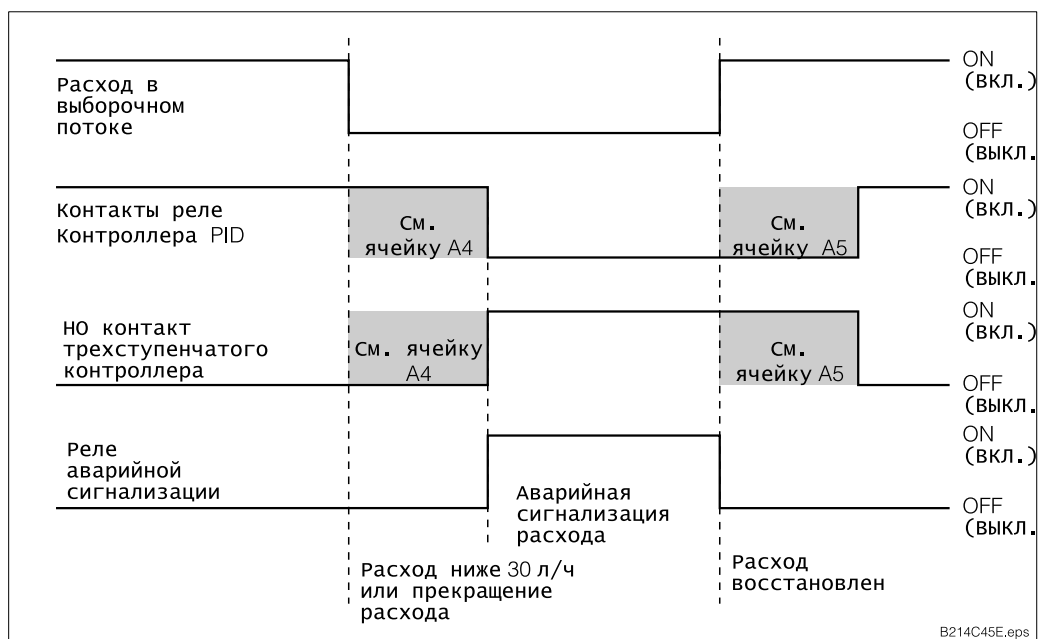 Расход в
выборочном
потоке
ON
(вкл.)
OFF
(выкл.
Контакты реле
Контроллера PID
См.
ячейку A4
См.
ячейку A5
ON
(вкл.)
OFF
(выкл.
НО контакт
трехступенчатого
контроллера
См. ячейку
A4
См.
ячейку A5
ON
(вкл.)
OFF
(выкл.
Реле
аварийной
сигнализации
Аварийная
сигнализация
расхода
ON
(вкл.)
OFF
(выкл.
Расход ниже 30 л/ч
или прекращение
расхода
Расход
восстановлен
B214C45E.eps